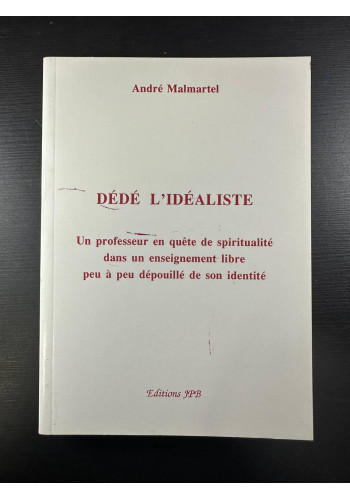 André Malmartel
DÉDÉ L'IDÉALISTE
Un professeur en quête de spiritualité
dans un enseignement libre
peu à peu dépouillé de son identité
Editions JPB